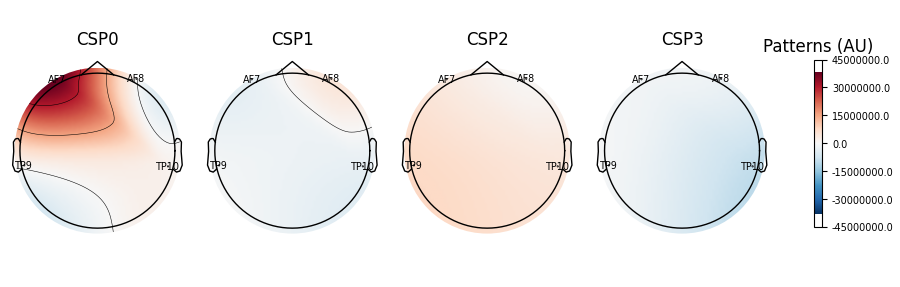 CSP0 CSP1 CSP2 CSP3 Patterns (AU)
AF7 AF8 AF7 AF8 AF7 AF8 AF7 AF8
TP9 TP10 TP9 TP10 TP9 TP10 TP9 TP10
45000000.0
30000000.0
15000000.0
0.0
-15000000.0
-30000000.0
-45000000.0